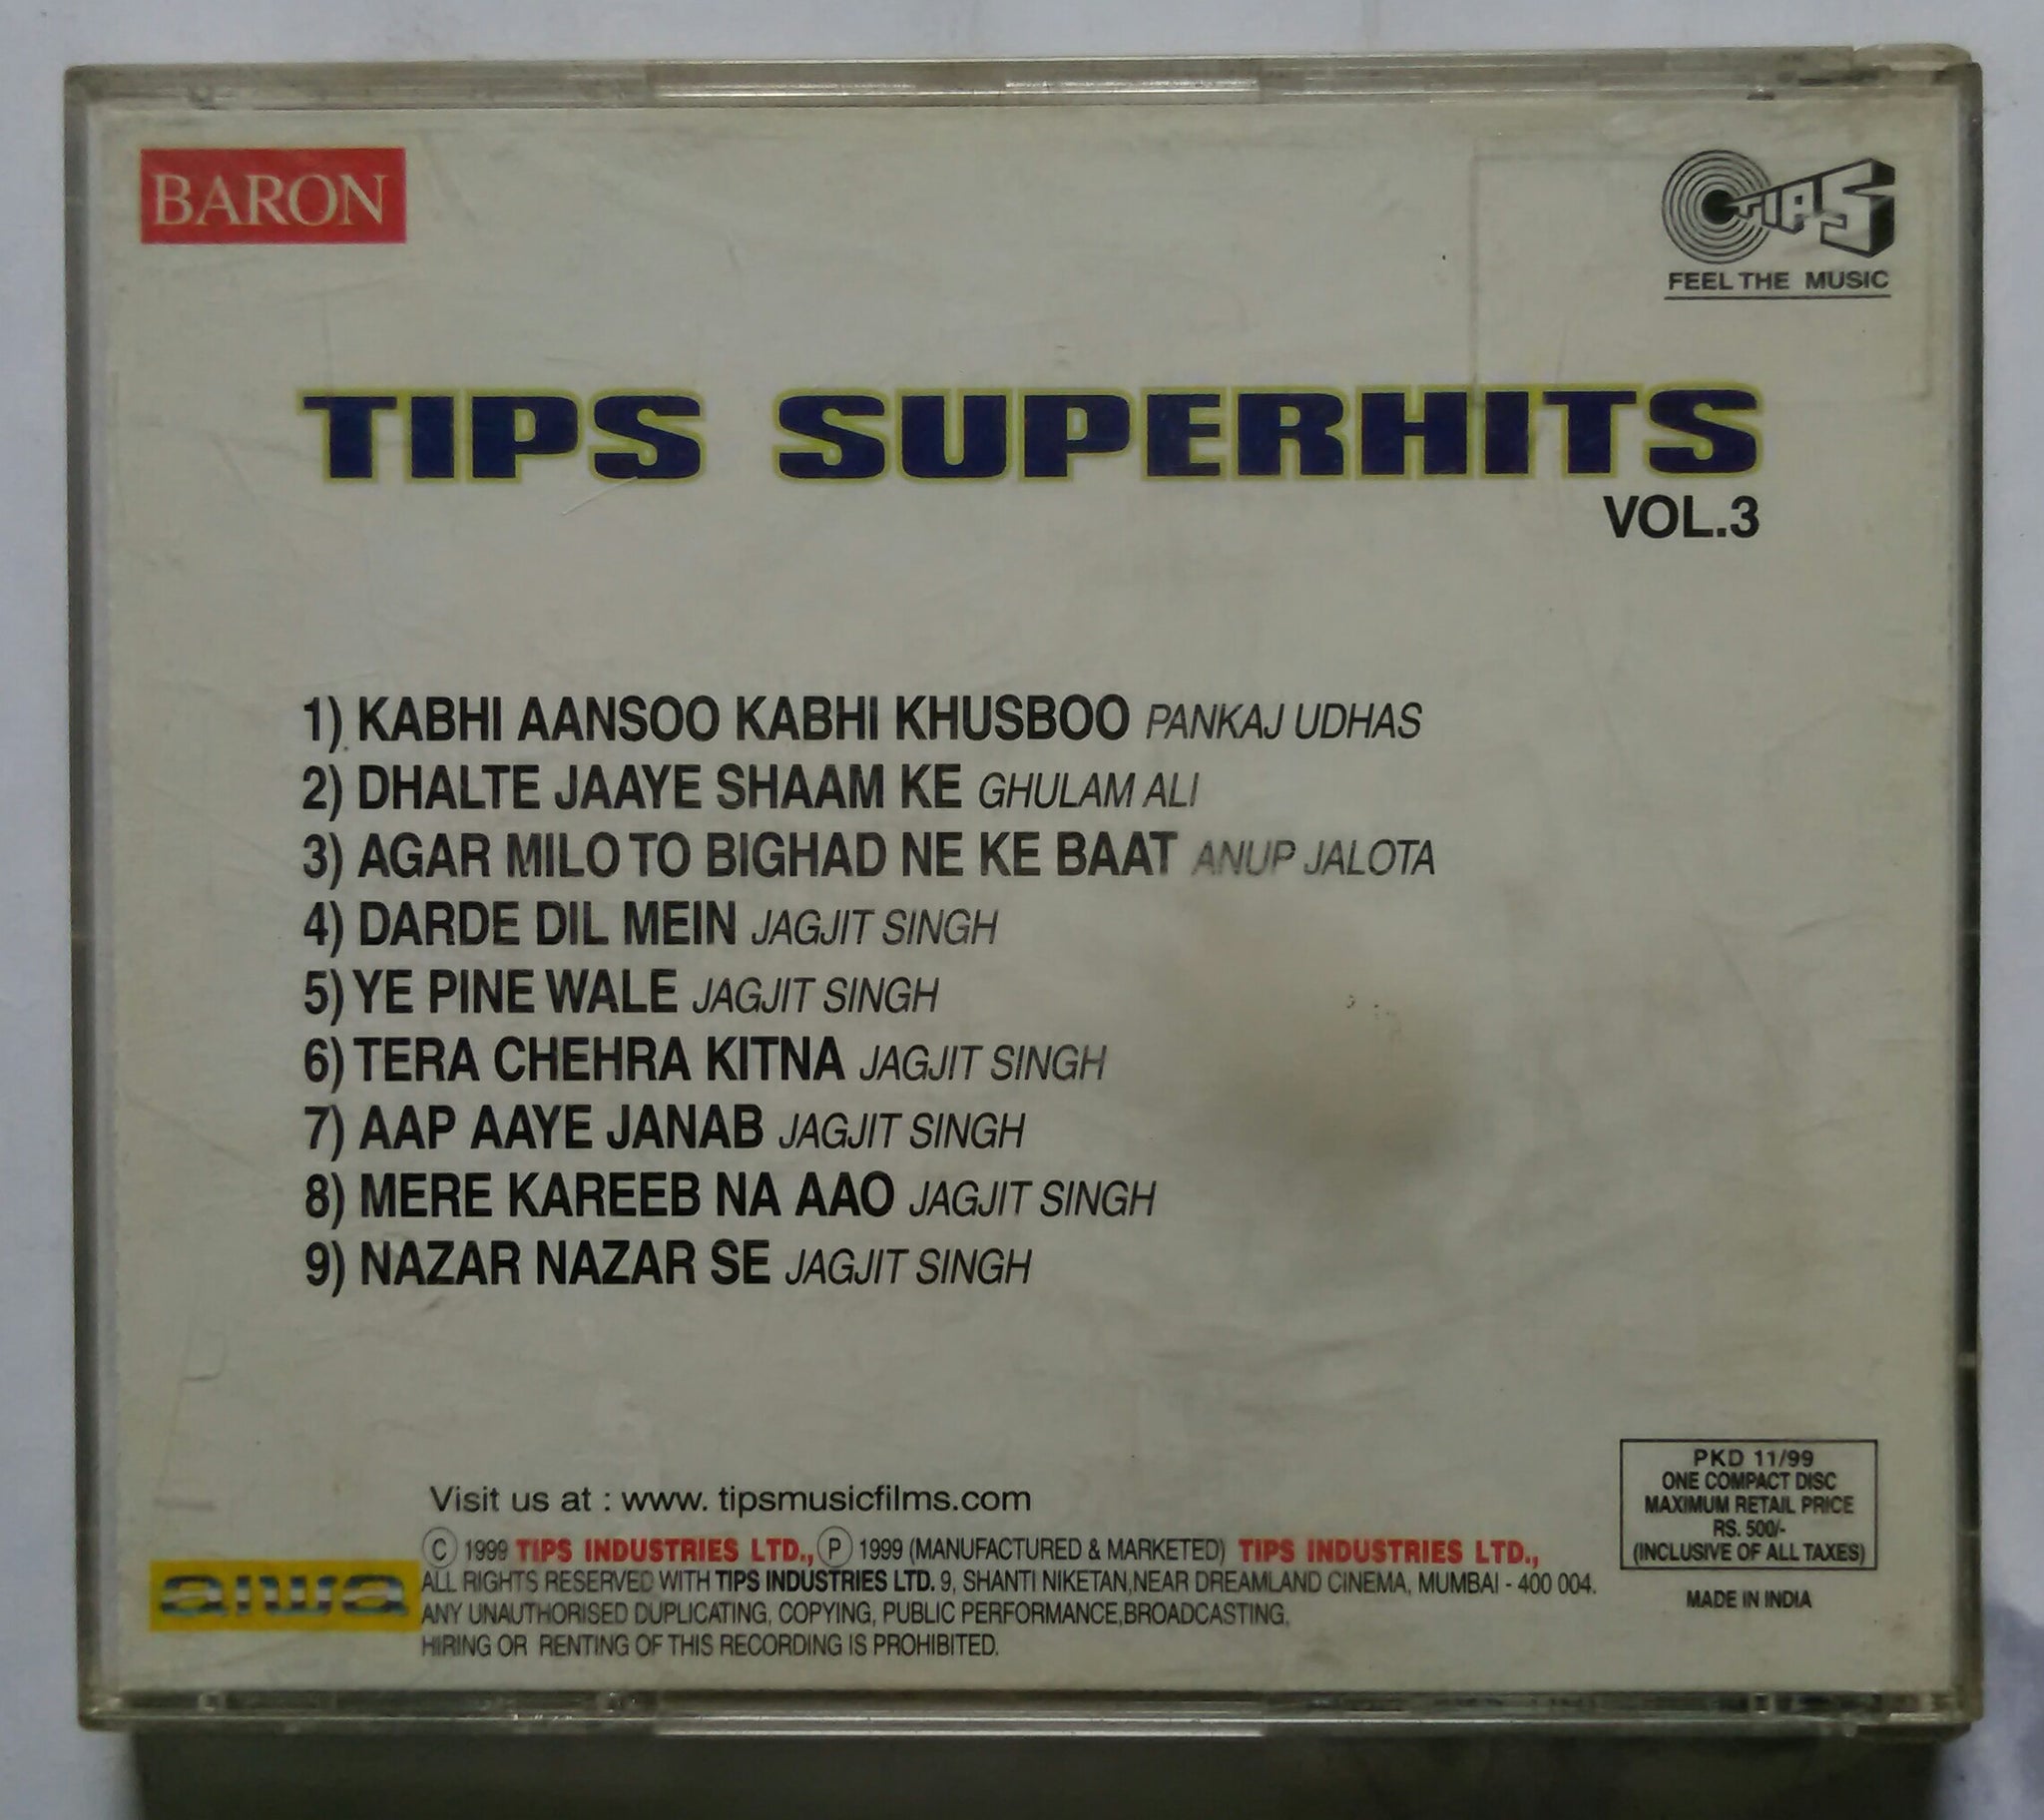 BARON
TIPS
FEEL THE MUSIC
TIPS SUPERHITS
VOL.3
1) KABHI AANSOO KABHI KHUSBOO PANKAJ UDHAS
2) DHALTE JAAYE SHAAM KE GHULAM ALI
3) AGAR MILO TO BIGHAD NE KE BAAT ANUP JALOTA
4) DARDE DIL MEIN JAGJIT SINGH
5) YE PINE WALE JAGJIT SINGH
6) TERA CHEHRA KITNA JAGJIT SINGH
7) AAP AAYE JANAB JAGJIT SINGH
8) MERE KAREEB NA AAO JAGJIT SINGH
9) NAZAR NAZAR SE JAGJIT SINGH
Visit us at : www. tipsmusicfilms.com
Ⓒ 1999 TIPS INDUSTRIES LTD., Ⓟ 1999 (MANUFACTURED & MARKETED) TIPS INDUSTRIES LTD.,
ALL RIGHTS RESERVED WITH TIPS INDUSTRIES LTD. 9, SHANTI NIKETAN,NEAR DREAMLAND CINEMA, MUMBAI - 400 004.
ANY UNAUTHORISED DUPLICATING, COPYING, PUBLIC PERFORMANCE,BROADCASTING,
HIRING OR RENTING OF THIS RECORDING IS PROHIBITED.
aiwa
PKD 11/99
ONE COMPACT DISC
MAXIMUM RETAIL PRICE
RS. 500/-
(INCLUSIVE OF ALL TAXES)
MADE IN INDIA